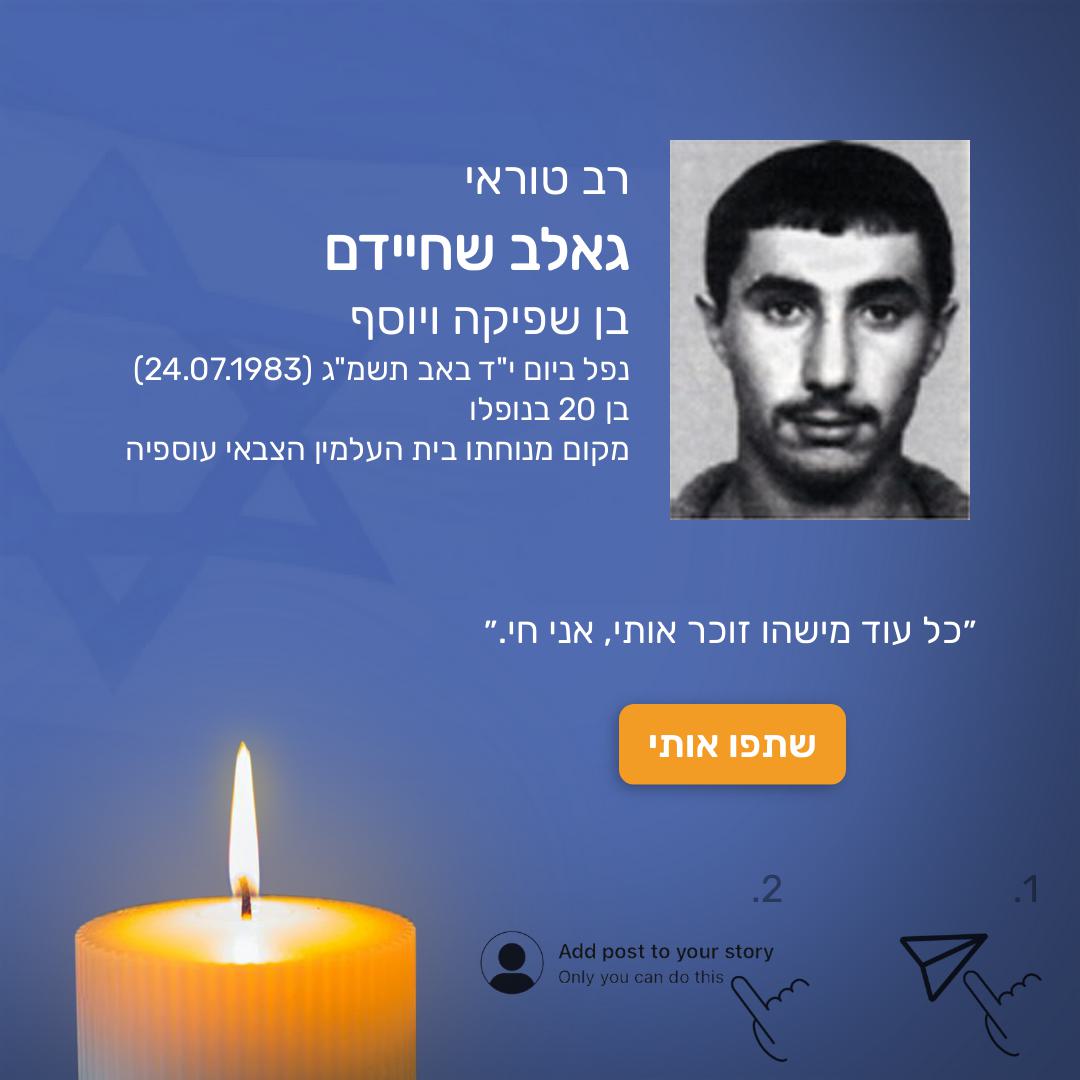 רב טוראי
גאלב שחיידם
בן שפיקה ויוסף
נפל ביום י"ד באב תשמ"ג (24.07.1983)
בן 20 בנופלו
מקום מנוחתו בית העלמין הצבאי עוספיה
״כל עוד מישהו זוכר אותי, אני חי.״
שתפו אותי
.1
.2
Add post to your story
Only you can do this